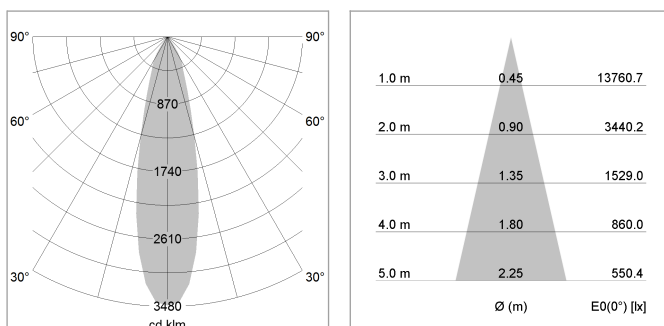 90° 90°
870
60° 60°
1740
2610
30° 30°
3480
cd klm
1.0 m 0.45 13760.7
2.0 m 0.90 3440.2
3.0 m 1.35 1529.0
4.0 m 1.80 860.0
5.0 m 2.25 550.4
Ø (m) E0(0°) [lx]